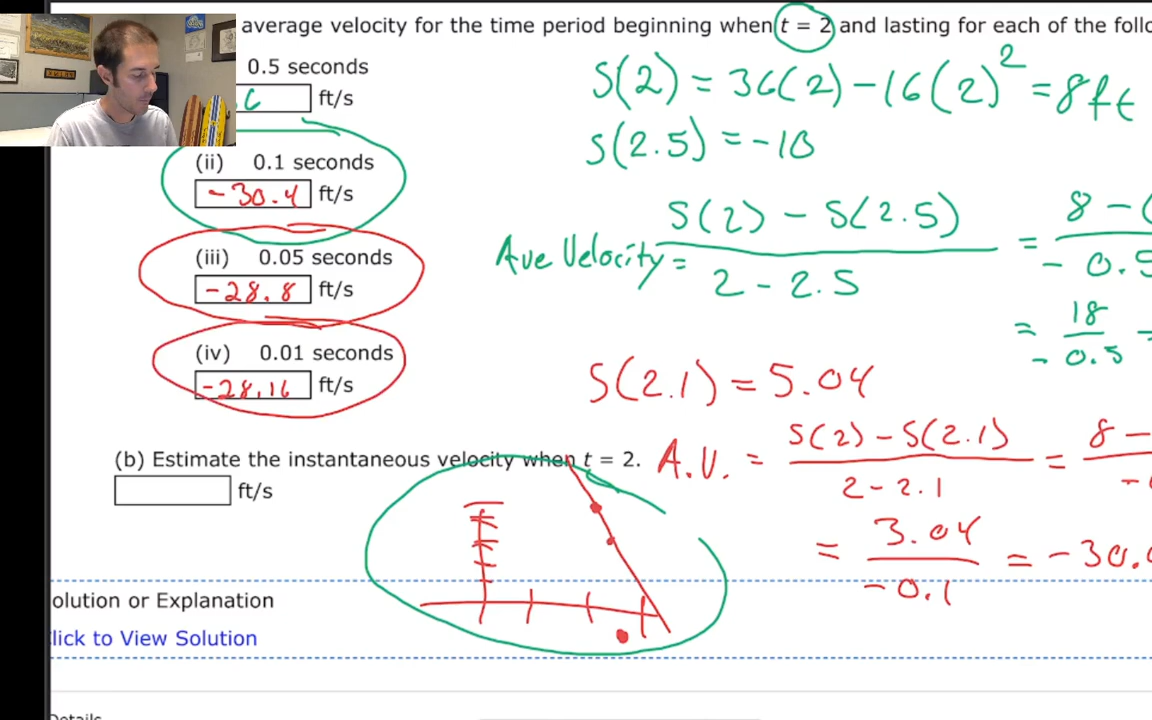 average velocity for the time period beginning when t = 2 and lasting for each of the follo
0.5 seconds
6 ft/s
(ii) 0.1 seconds
-30.4 ft/s
(iii) 0.05 seconds
-28.8 ft/s
(iv) 0.01 seconds
-28.16 ft/s
(b) Estimate the instantaneous velocity when t = 2.
ft/s
olution or Explanation
lick to View Solution
Details
S(2) = 36(2) - 16(2)² = 8ft
S(2.5) = -10
Ave Velocity = S(2) - S(2.5) = 8 - (
2 - 2.5 - 0.5
= 18 =
- 0.5
S(2.1) = 5.04
A.V. = S(2) - S(2.1) = 8 -
2 - 2.1 -
= 3.04 = -30.
- 0.1